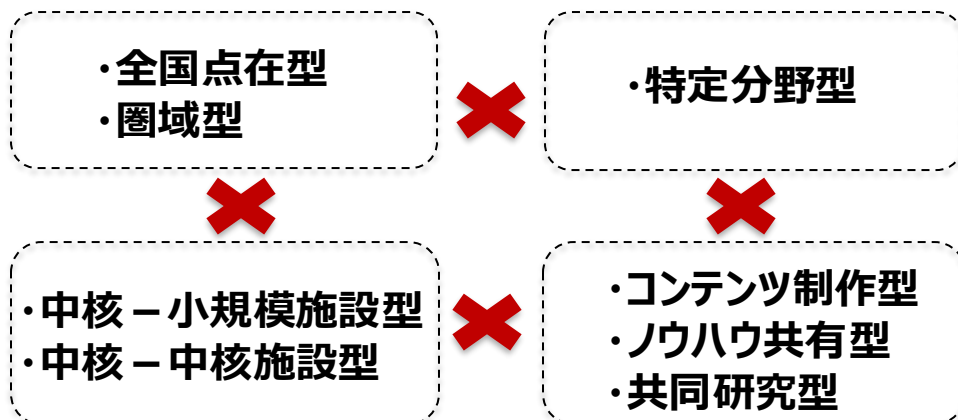 ・全国点在型
・圏域型
・特定分野型
・中核－小規模施設型
・中核－中核施設型
・コンテンツ制作型
・ノウハウ共有型
・共同研究型